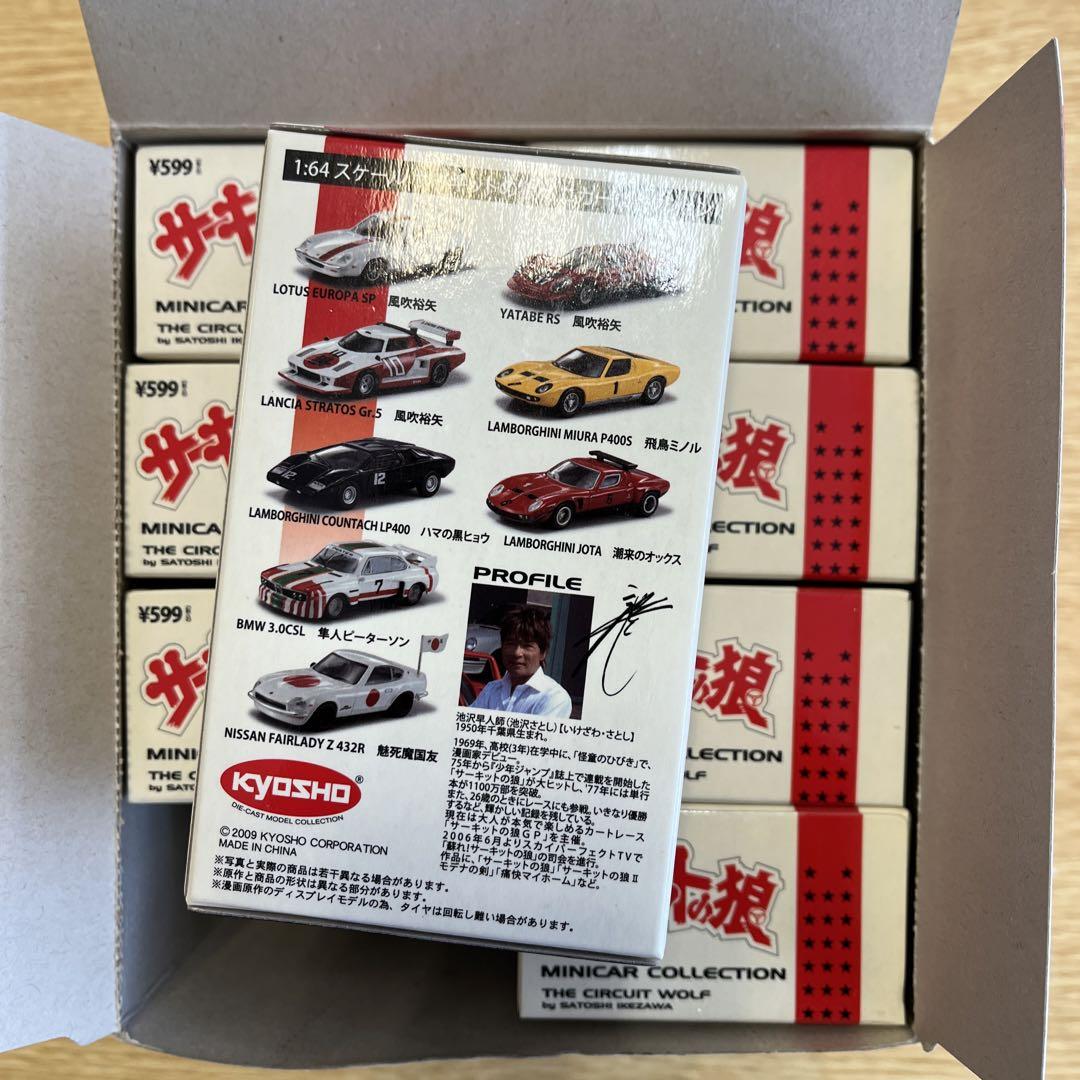 1:64 スケール
LOTUS EUROPA SP 風吹裕矢
YATABE RS 風吹裕矢
LANCIA STRATOS Gr.5 風吹裕矢
LAMBORGHINI MIURA P400S 飛鳥ミノル
LAMBORGHINI COUNTACH LP400 ハマの黒ヒョウ
LAMBORGHINI JOTA 潮来のオックス
BMW 3.0CSL 隼人ピーターソン
NISSAN FAIRLADY Z 432R 魅死魔国友
PROFILE
池沢早人師(池沢さとし)【いけざわ・さとし】
1950年千葉県生まれ。
1969年、高校(3年)在学中に、「怪童のひびき」で、
漫画家デビュー。
75年から『少年ジャンプ』誌上で連載を開始した
「サーキットの狼」が大ヒットし、'77年には単行
本が1100万部を突破。
また、26歳のときにレースにも参戦。いきなり優勝
するなど、輝かしい記録を残している。
現在は大人が本気で楽しめるカートレース
「サーキットの狼GP」を主催。
2006年6月よりスカイパーフェクトTVで
「蘇れ!サーキットの狼」の司会を進行。
作品に、「サーキットの狼」「サーキットの狼Ⅱ
モデナの剣」「痛快マイホーム」など。
KYOSHO®
DIE-CAST MODEL COLLECTION
© 2009 KYOSHO CORPORATION
MADE IN CHINA
※写真と実際の商品は若干異なる場合があります。
※原作と商品の形状は異なる部分があります。
※漫画原作のディスプレイモデルの為、タイヤは回転し難い場合があります。
¥599
サーキ
MINICAR
THE CIRCU
by SATOSHI IKE
狼
CTION
¥599
サーキ
MINICAR
THE CIRC
by SATOSHI
狼
ECTION
OLF
¥599
サー
MINICA
THE C
by SATO
の狼
LLECTION
LF
トの狼
MINICAR COLLECTION
THE CIRCUIT WOLF
by SATOSHI IKEZAWA